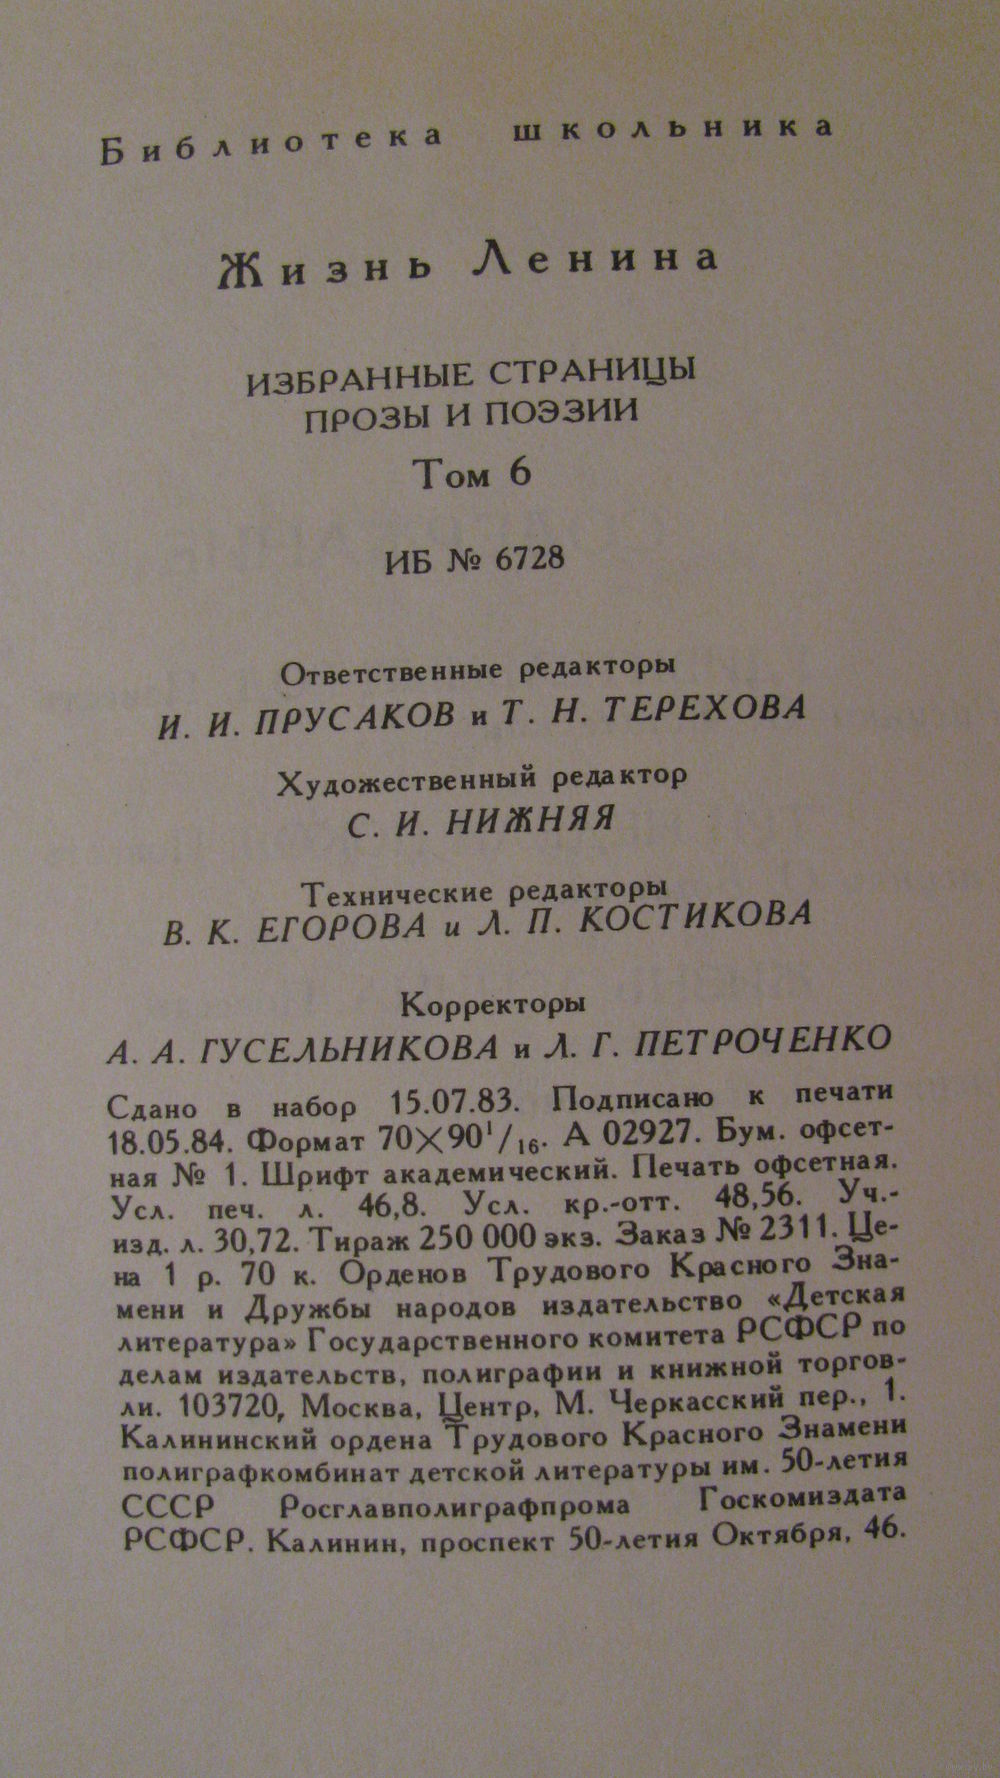 Библиотека школьника
Жизнь Ленина
ИЗБРАННЫЕ СТРАНИЦЫ
ПРОЗЫ И ПОЭЗИИ
Том 6
ИБ № 6728
Ответственные редакторы
И. И. ПРУСАКОВ и Т. Н. ТЕРЕХОВА
Художественный редактор
С. И. НИЖНЯЯ
Технические редакторы
В. К. ЕГОРОВА и Л. П. КОСТИКОВА
Корректоры
А. А. ГУСЕЛЬНИКОВА и Л. Г. ПЕТРОЧЕНКО
Сдано в набор 15.07.83. Подписано к печати
18.05.84. Формат 70×90¹/₁₆. А 02927. Бум. офсет-
ная № 1. Шрифт академический. Печать офсетная.
Усл. печ. л. 46,8. Усл. кр.-отт. 48,56. Уч.-
изд. л. 30,72. Тираж 250 000 экз. Заказ № 2311. Це-
на 1 р. 70 к. Орденов Трудового Красного Зна-
мени и Дружбы народов издательство «Детская
литература» Государственного комитета РСФСР по
делам издательств, полиграфии и книжной торгов-
ли. 103720, Москва, Центр, М. Черкасский пер., 1.
Калининский ордена Трудового Красного Знамени
полиграфкомбинат детской литературы им. 50-летия
СССР Росглавполиграфпрома Госкомиздата
РСФСР. Калинин, проспект 50-летия Октября, 46.